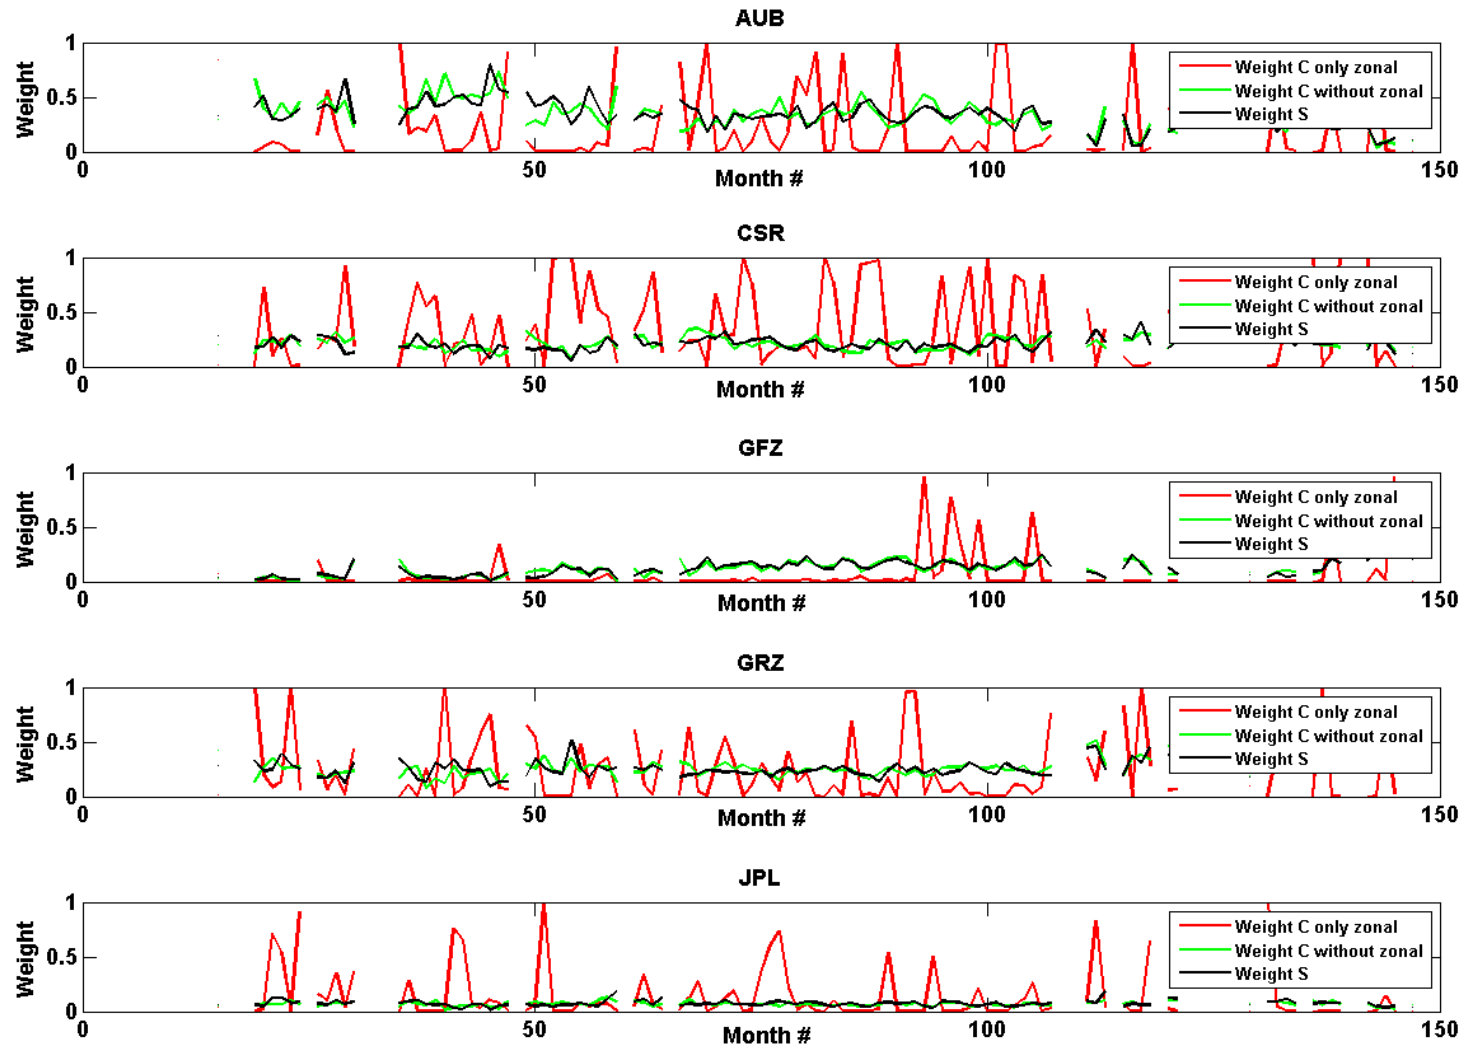 AUB
Weight
1
0.5
0
Weight C only zonal
Weight C without zonal
Weight S
0 50 100 150
Month #
CSR
Weight
1
0.5
0
Weight C only zonal
Weight C without zonal
Weight S
0 50 100 150
Month #
GFZ
Weight
1
0.5
0
Weight C only zonal
Weight C without zonal
Weight S
0 50 100 150
Month #
GRZ
Weight
1
0.5
0
Weight C only zonal
Weight C without zonal
Weight S
0 50 100 150
Month #
JPL
Weight
1
0.5
0
Weight C only zonal
Weight C without zonal
Weight S
0 50 100 150
Month #